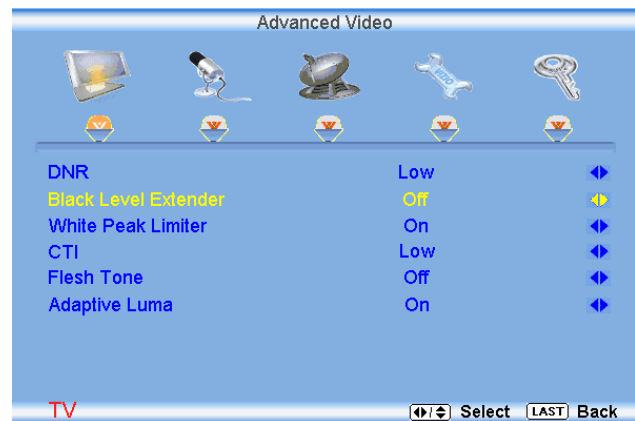 Advanced Video
VIZIO
DNR Low
Black Level Extender Off
White Peak Limiter On
CTI Low
Flesh Tone Off
Adaptive Luma On
TV / Select LAST Back